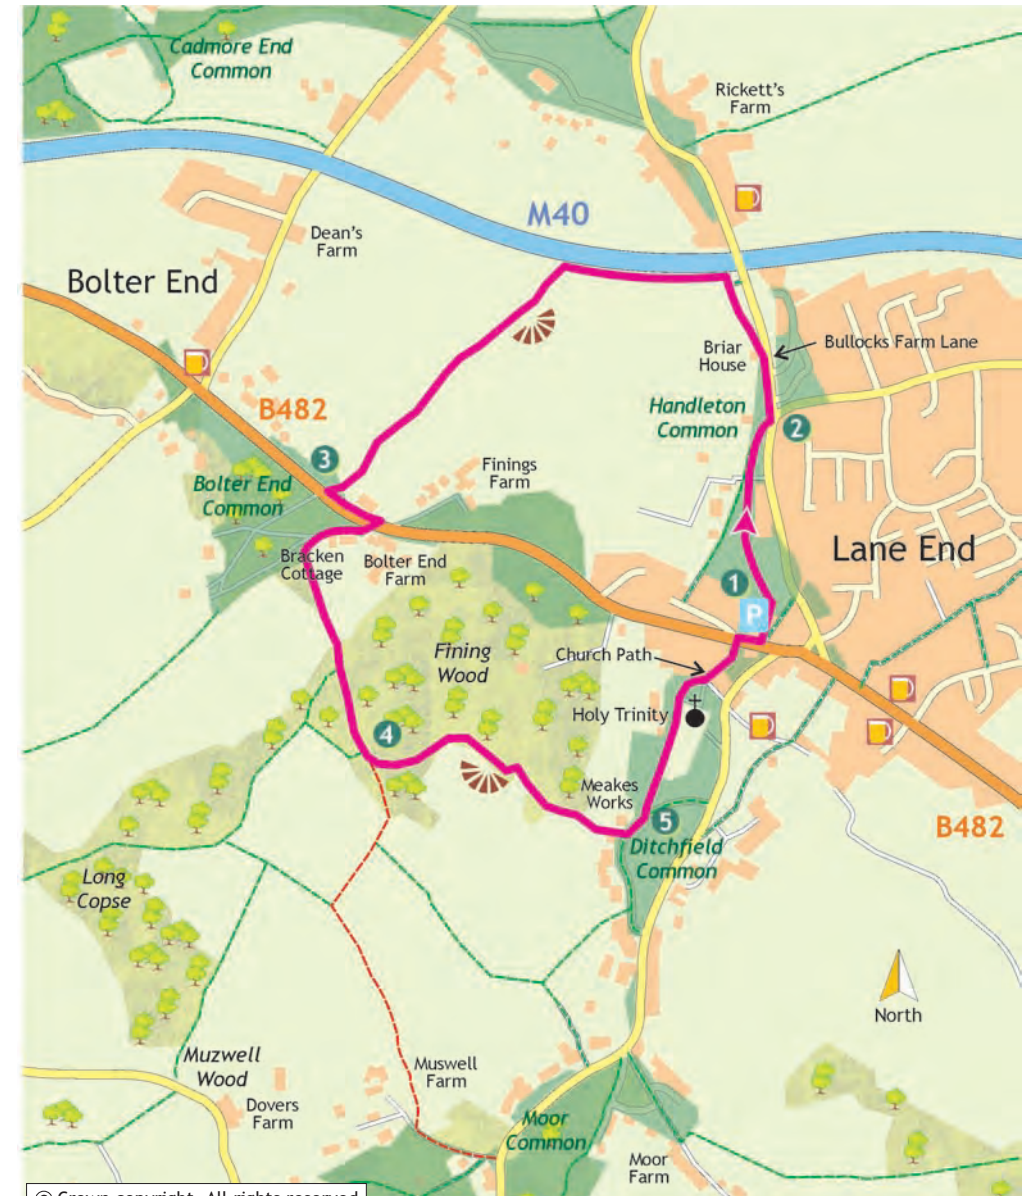 Cadmore End
Common
Rickett's
Farm
M40
Dean's
Farm
Bolter End
Briar
House
Bullocks Farm Lane
B482
Handleton
Common
2
3
Finings
Farm
Bolter End
Common
Lane End
Bracken
Cottage
Bolter End
Farm
1
P
Fining
Wood
Church Path
Holy Trinity
4
Meakes
Works
5
B482
Ditchfield
Common
Long
Copse
North
Muzwell
Wood
Muswell
Farm
Dovers
Farm
Moor
Common
Moor
Farm
© Crown copyright. All rights reserved